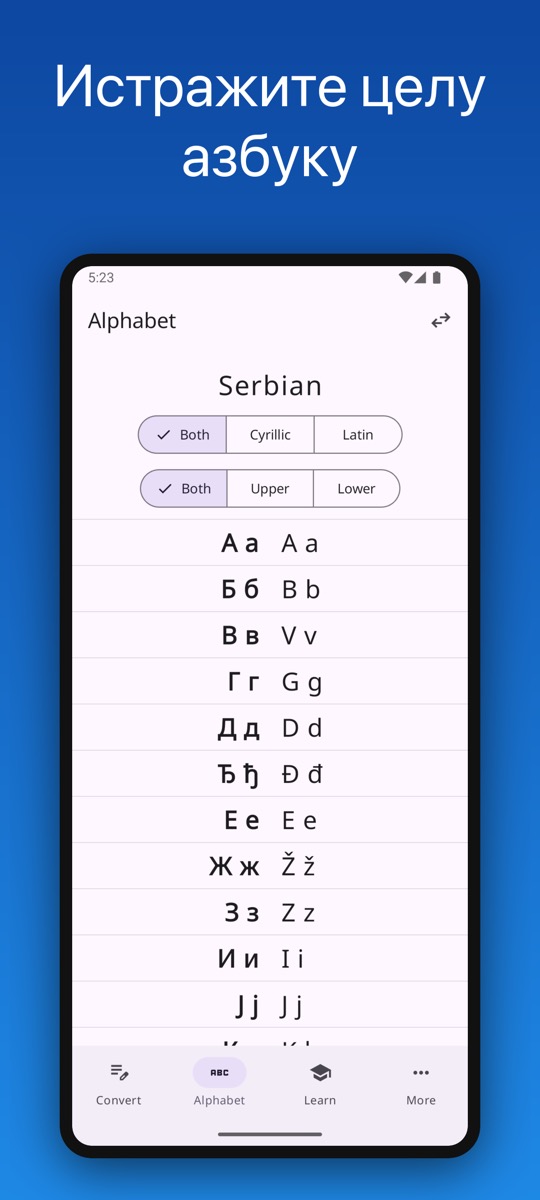 Истражите целу
азбуку
5:23
Alphabet
Serbian
Both Cyrillic Latin
Both Upper Lower
А а A a
Б б B b
В в V v
Г г G g
Д д D d
Ђ ђ Đ đ
Е е E e
Ж ж Ž ž
З з Z z
И и I i
Ј ј J j
ABC
Convert Alphabet Learn More